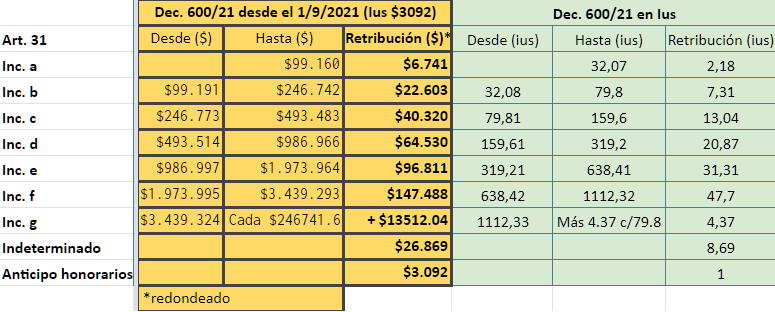 Dec. 600/21 desde el 1/9/2021 (Ius $3092) Dec. 600/21 en Ius
Art. 31 Desde ($) Hasta ($) Retribución ($)* Desde (ius) Hasta (ius) Retribución (ius)
Inc. a $99.160 $6.741 32,07 2,18
Inc. b $99.191 $246.742 $22.603 32,08 79,8 7,31
Inc. c $246.773 $493.483 $40.320 79,81 159,6 13,04
Inc. d $493.514 $986.966 $64.530 159,61 319,2 20,87
Inc. e $986.997 $1.973.964 $96.811 319,21 638,41 31,31
Inc. f $1.973.995 $3.439.293 $147.488 638,42 1112,32 47,7
Inc. g $3.439.324 Cada $246741.6 + $13512.04 1112,33 Más 4.37 c/79.8 4,37
Indeterminado $26.869 8,69
Anticipo honorarios $3.092 1
*redondeado